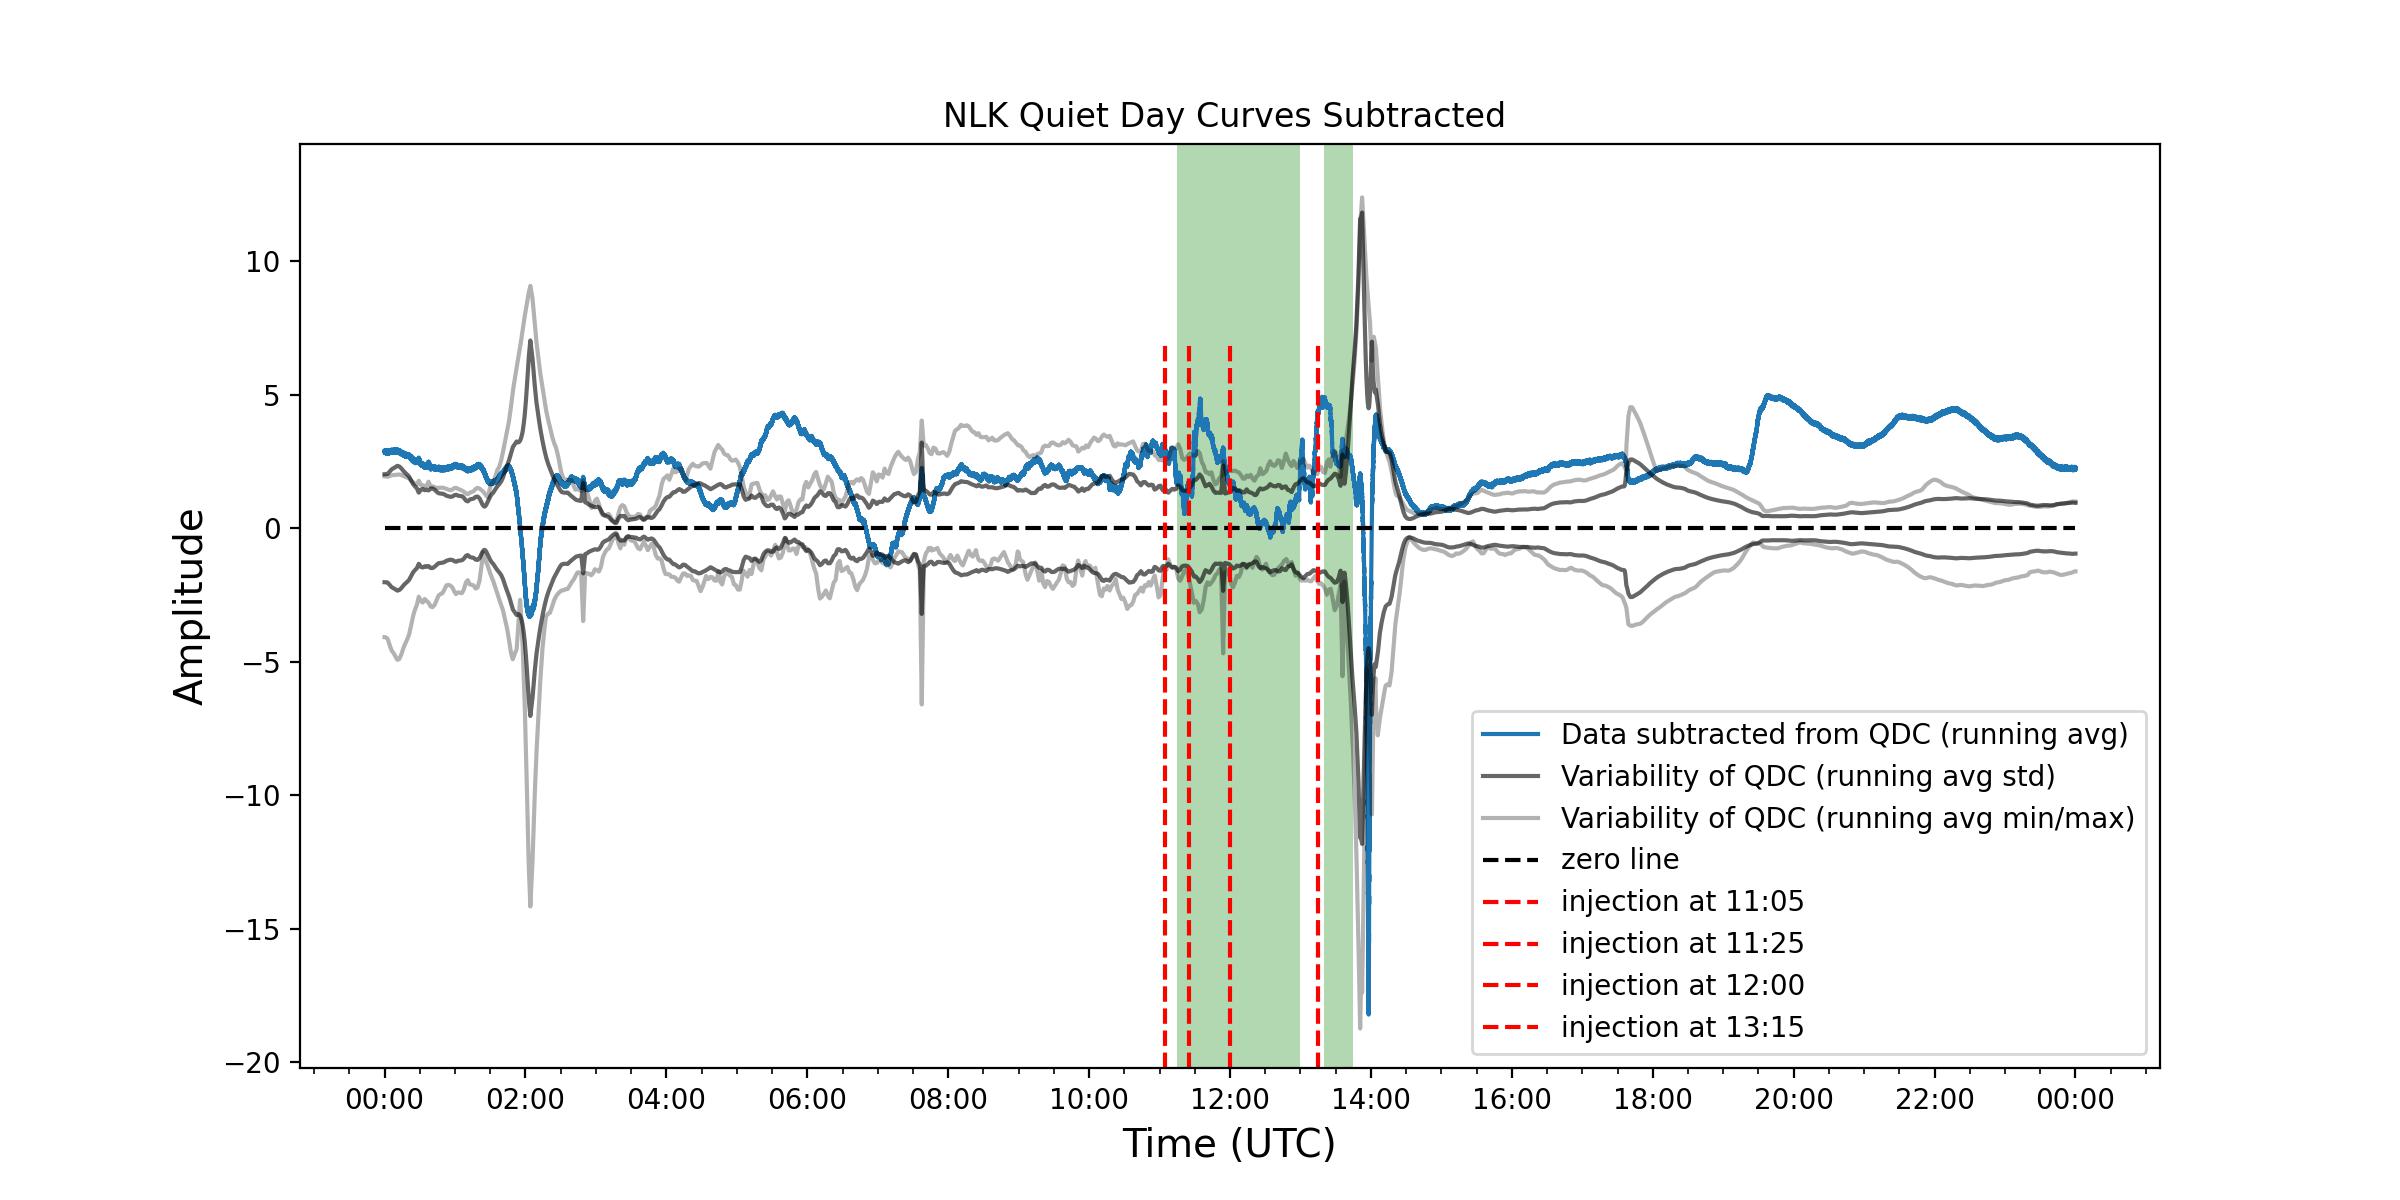 NLK Quiet Day Curves Subtracted
Amplitude
10
5
0
−5
−10
−15
−20
Data subtracted from QDC (running avg)
Variability of QDC (running avg std)
Variability of QDC (running avg min/max)
zero line
injection at 11:05
injection at 11:25
injection at 12:00
injection at 13:15
00:00 02:00 04:00 06:00 08:00 10:00 12:00 14:00 16:00 18:00 20:00 22:00 00:00
Time (UTC)